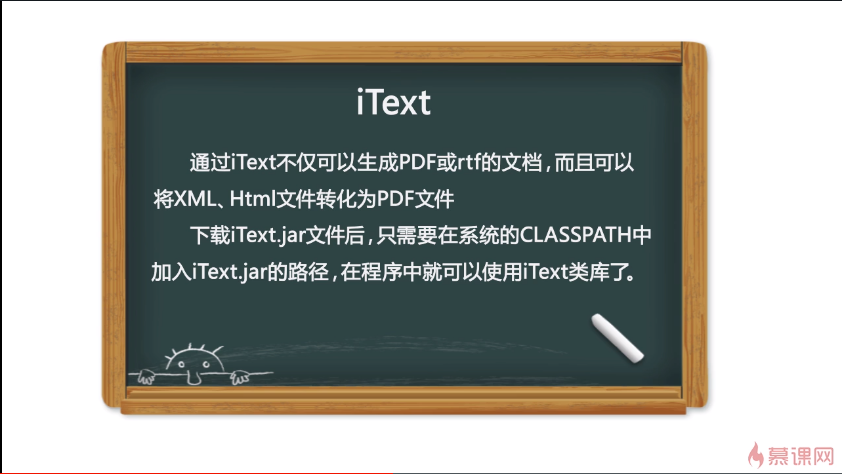 iText
通过iText不仅可以生成PDF或rtf的文档，而且可以
将XML、Html文件转化为PDF文件
下载iText.jar文件后，只需要在系统的CLASSPATH中
加入iText.jar的路径，在程序中就可以使用iText类库了。
慕课网